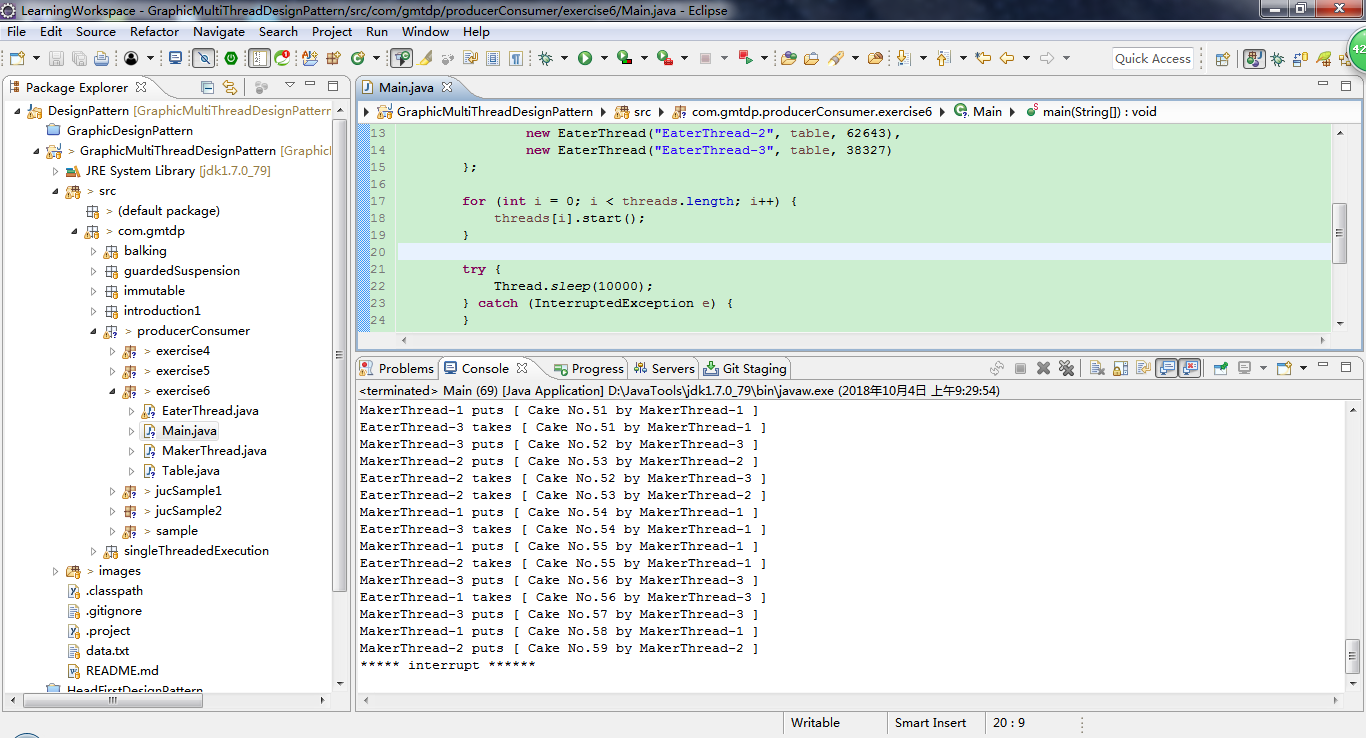 LearningWorkspace - GraphicMultiThreadDesignPattern/src/com/gmtdp/producerConsumer/exercise6/Main.java - Eclipse
File Edit Source Refactor Navigate Search Project Run Window Help
Quick Access
42
Package Explorer
DesignPattern [GraphicMultiThreadDesignPattern
GraphicDesignPattern
> GraphicMultiThreadDesignPattern [Graphic
JRE System Library [jdk1.7.0_79]
> src
> (default package)
> com.gmtdp
balking
guardedSuspension
immutable
introduction1
> producerConsumer
> exercise4
> exercise5
> exercise6
EaterThread.java
Main.java
MakerThread.java
Table.java
> jucSample1
> jucSample2
> sample
singleThreadedExecution
> images
.classpath
.gitignore
.project
data.txt
README.md
HeadFirstDesignPattern
Main.java
GraphicMultiThreadDesignPattern src com.gmtdp.producerConsumer.exercise6 Main main(String[]) : void
13 new EaterThread("EaterThread-2", table, 62643),
14 new EaterThread("EaterThread-3", table, 38327)
15 };
16
17 for (int i = 0; i < threads.length; i++) {
18 threads[i].start();
19 }
20
21 try {
22 Thread.sleep(10000);
23 } catch (InterruptedException e) {
24 }
Problems Console Progress Servers Git Staging
<terminated> Main (69) [Java Application] D:\JavaTools\jdk1.7.0_79\bin\javaw.exe (2018年10月4日 上午9:29:54)
MakerThread-1 puts [ Cake No.51 by MakerThread-1 ]
EaterThread-3 takes [ Cake No.51 by MakerThread-1 ]
MakerThread-3 puts [ Cake No.52 by MakerThread-3 ]
MakerThread-2 puts [ Cake No.53 by MakerThread-2 ]
EaterThread-2 takes [ Cake No.52 by MakerThread-3 ]
EaterThread-2 takes [ Cake No.53 by MakerThread-2 ]
MakerThread-1 puts [ Cake No.54 by MakerThread-1 ]
EaterThread-3 takes [ Cake No.54 by MakerThread-1 ]
MakerThread-1 puts [ Cake No.55 by MakerThread-1 ]
EaterThread-2 takes [ Cake No.55 by MakerThread-1 ]
MakerThread-3 puts [ Cake No.56 by MakerThread-3 ]
EaterThread-1 takes [ Cake No.56 by MakerThread-3 ]
MakerThread-3 puts [ Cake No.57 by MakerThread-3 ]
MakerThread-1 puts [ Cake No.58 by MakerThread-1 ]
MakerThread-2 puts [ Cake No.59 by MakerThread-2 ]
***** interrupt ******
Writable Smart Insert 20 : 9